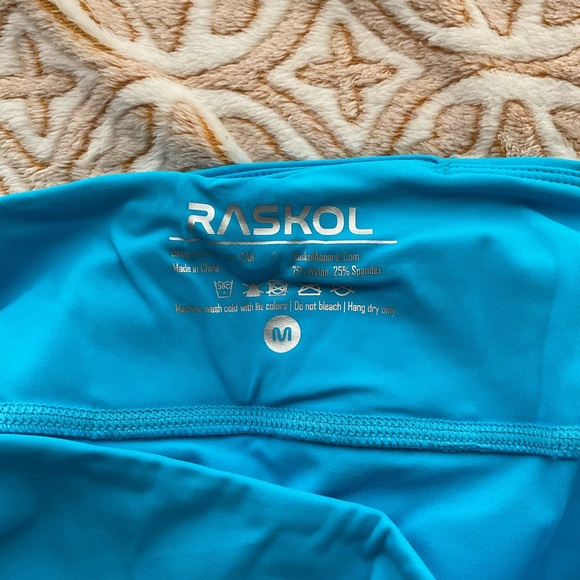 RASKOL
RaskolApparel.Com
Made in China 75% Nylon 25% Spandex
Machine wash cold with like colors | Do not bleach | Hang dry only
M